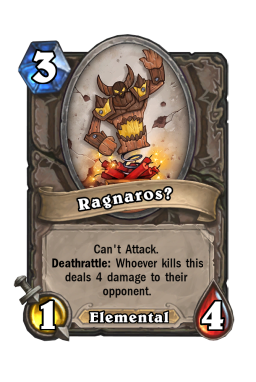 3
Ragnaros?
Can't Attack.
Deathrattle: Whoever kills this
deals 4 damage to their
opponent.
1
Elemental
4